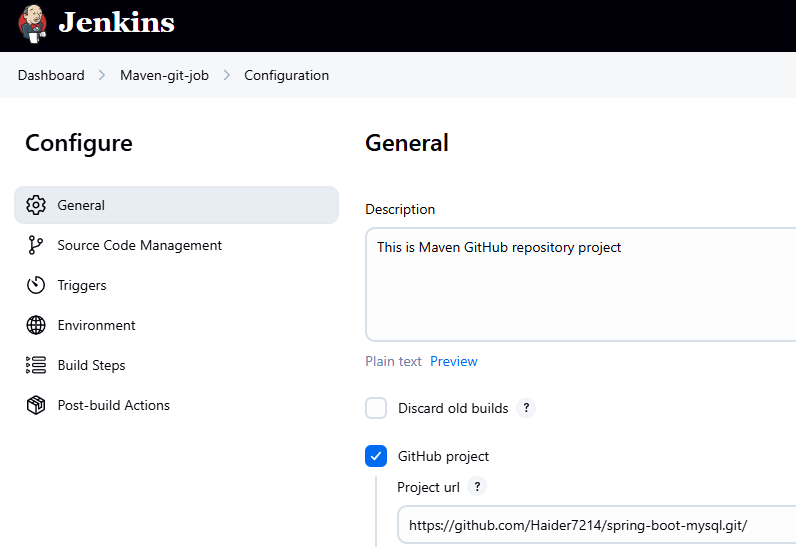 Jenkins
Dashboard > Maven-git-job > Configuration
Configure
General
Source Code Management
Triggers
Environment
Build Steps
Post-build Actions
General
Description
This is Maven GitHub repository project
Plain text Preview
Discard old builds ?
GitHub project
Project url ?
https://github.com/Haider7214/spring-boot-mysql.git/